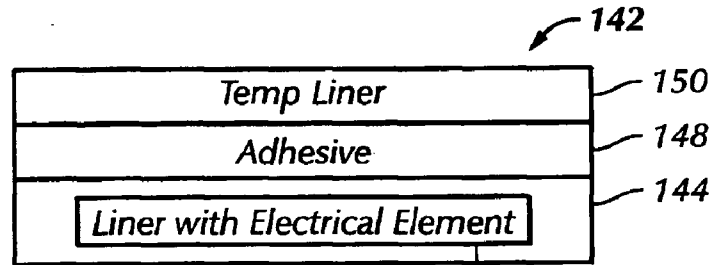 142
Temp Liner 150
Adhesive 148
144
Liner with Electrical Element